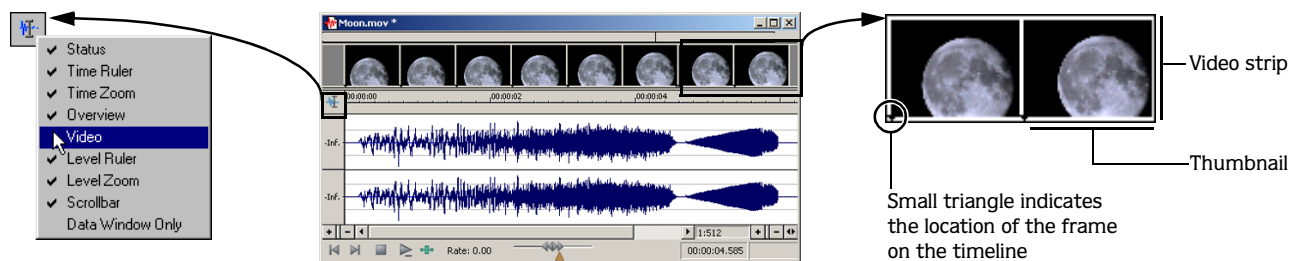 Status
Time Ruler
Time Zoom
Overview
Video
Level Ruler
Level Zoom
Scrollbar
Data Window Only
Moon.mov *
00:00:00
00:00:02
00:00:04
-Inf.
-Inf.
1:512
Rate: 0.00
00:00:04.585
Video strip
Thumbnail
Small triangle indicates
the location of the frame
on the timeline